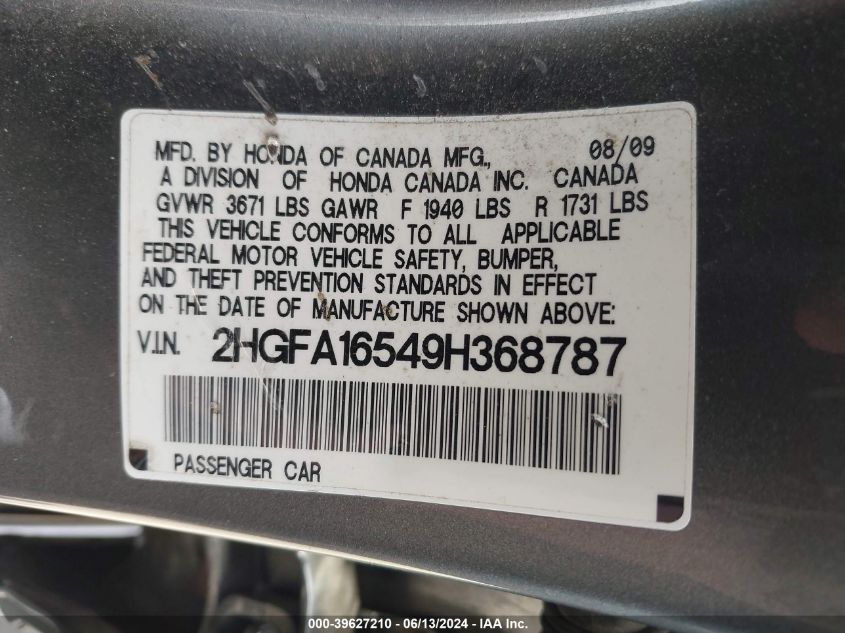 MFD. BY HONDA OF CANADA MFG., 08/09
A DIVISION OF HONDA CANADA INC. CANADA
GVWR 3671 LBS GAWR F 1940 LBS R 1731 LBS
THIS VEHICLE CONFORMS TO ALL APPLICABLE
FEDERAL MOTOR VEHICLE SAFETY, BUMPER,
AND THEFT PREVENTION STANDARDS IN EFFECT
ON THE DATE OF MANUFACTURE SHOWN ABOVE:
V.I.N. 2HGFA16549H368787
PASSENGER CAR
000-39627210 - 06/13/2024 - IAA Inc.